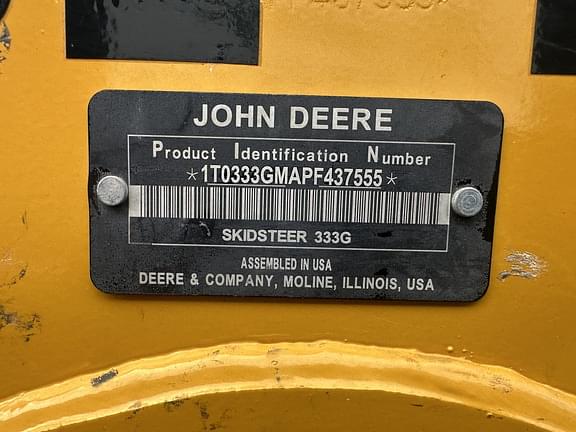 JOHN DEERE
Product Identification Number
*1T0333GMAPF437555*
SKIDSTEER 333G
ASSEMBLED IN USA
DEERE & COMPANY, MOLINE, ILLINOIS, USA